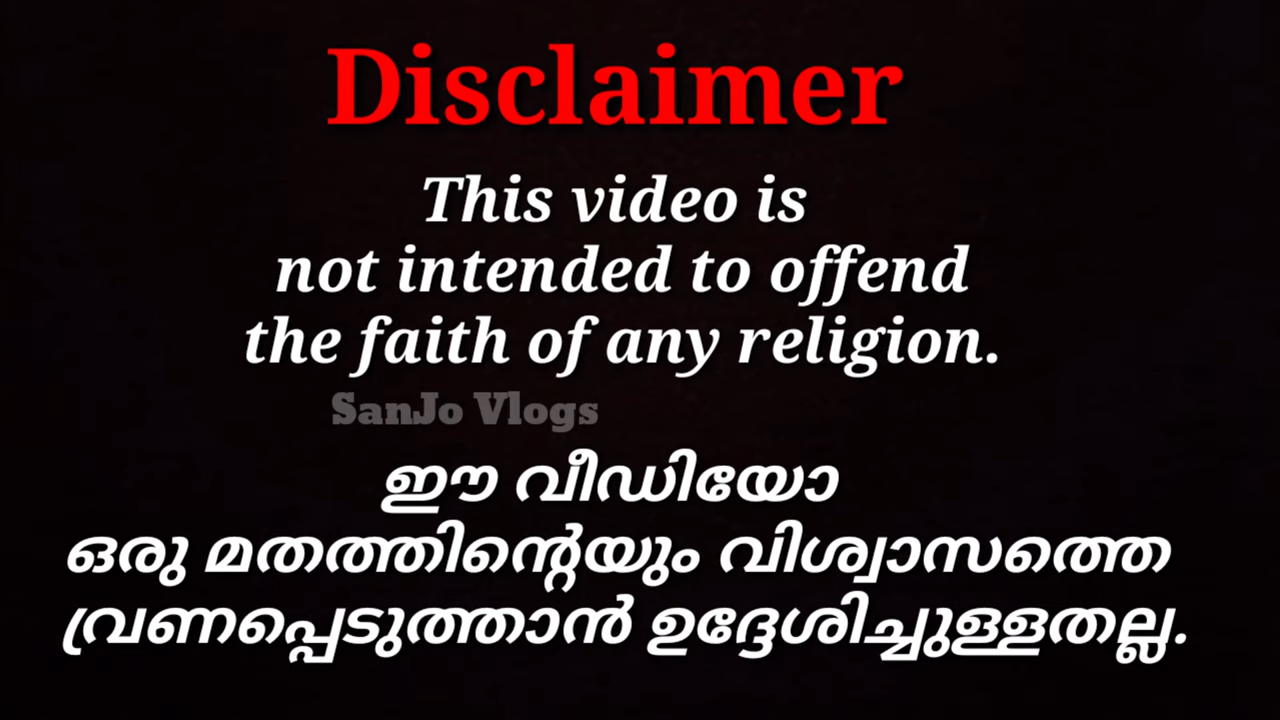 Disclaimer
This video is
not intended to offend
the faith of any religion.
SanJo Vlogs
ഈ വീഡിയോ
ഒരു മതത്തിന്റെയും വിശ്വാസത്തെ
വ്രണപ്പെടുത്താൻ ഉദ്ദേശിച്ചുള്ളതല്ല.